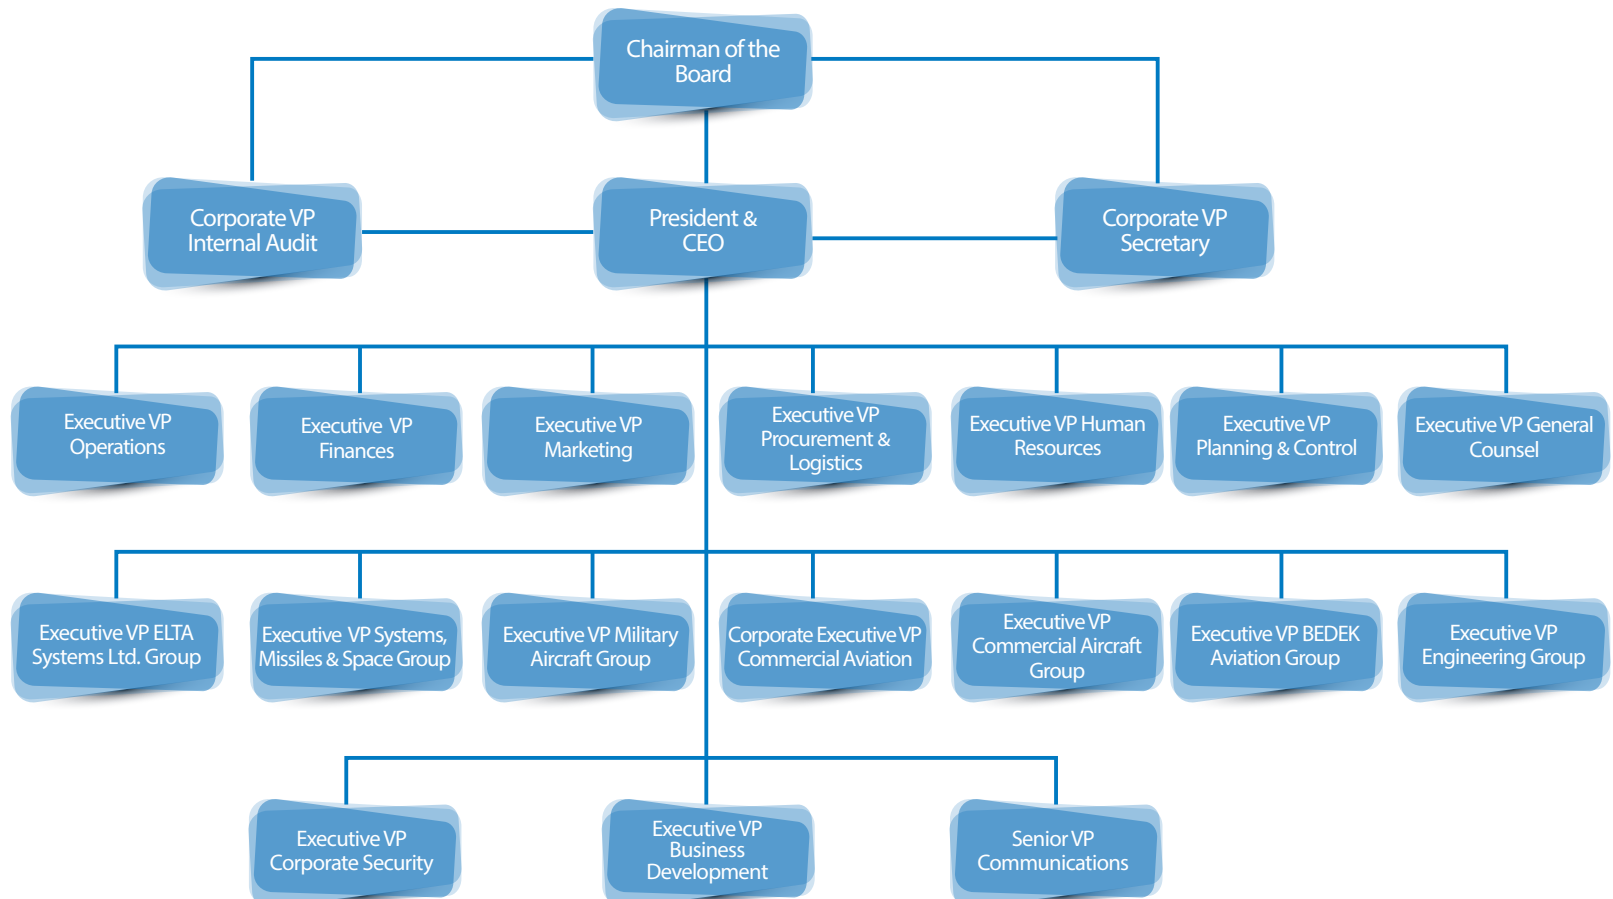 Chairman of the
Board
Corporate VP
Internal Audit
President &
CEO
Corporate VP
Secretary
Executive VP
Operations
Executive VP
Finances
Executive VP
Marketing
Executive VP
Procurement &
Logistics
Executive VP Human
Resources
Executive VP
Planning & Control
Executive VP General
Counsel
Executive VP ELTA
Systems Ltd. Group
Executive VP Systems,
Missiles & Space Group
Executive VP Military
Aircraft Group
Corporate Executive VP
Commercial Aviation
Executive VP
Commercial Aircraft
Group
Executive VP BEDEK
Aviation Group
Executive VP
Engineering Group
Executive VP
Corporate Security
Executive VP
Business
Development
Senior VP
Communications